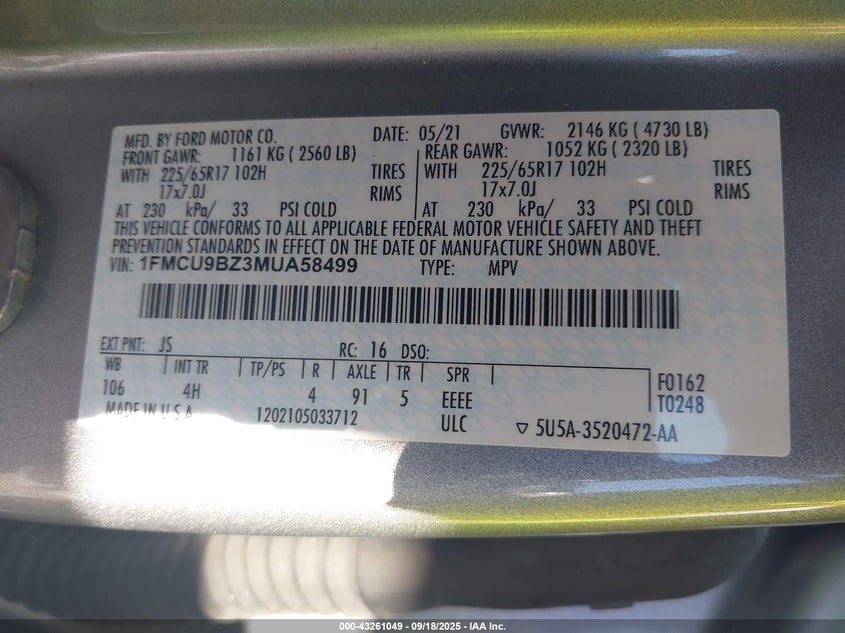 MFD. BY FORD MOTOR CO. DATE: 05/21 GVWR: 2146 KG ( 4730 LB)
FRONT GAWR: 1161 KG ( 2560 LB) REAR GAWR: 1052 KG ( 2320 LB)
WITH 225/65R17 102H TIRES WITH 225/65R17 102H TIRES
17x7.0J RIMS 17x7.0J RIMS
AT 230 kPa/ 33 PSI COLD AT 230 kPa/ 33 PSI COLD
THIS VEHICLE CONFORMS TO ALL APPLICABLE FEDERAL MOTOR VEHICLE SAFETY AND THEFT
PREVENTION STANDARDS IN EFFECT ON THE DATE OF MANUFACTURE SHOWN ABOVE.
VIN: 1FMCU9BZ3MUA58499 TYPE: MPV
EXT PNT: JS RC: 16 DSO:
WB INT TR TP/PS R AXLE TR SPR
106 4H 4 91 5 EEEE F0162
T0248
MADE IN U.S.A 1202105033712 ULC ▽ 5U5A-3520472-AA
000-43261049 - 09/18/2025 - IAA Inc.